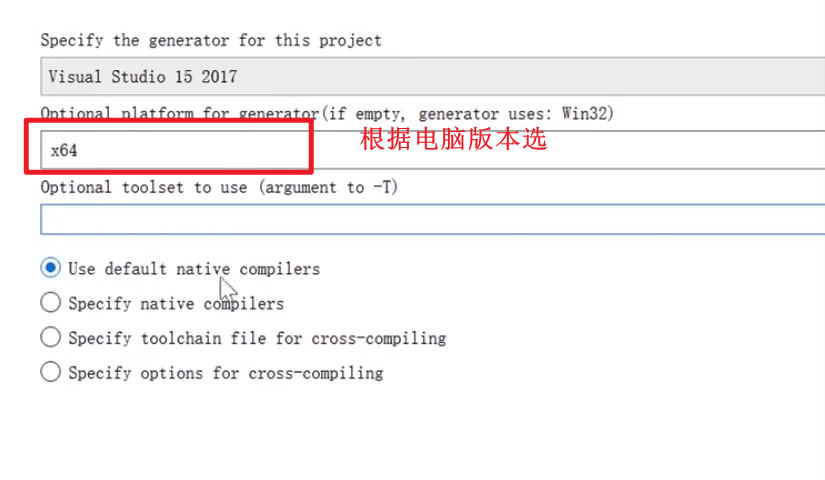 Specify the generator for this project
Visual Studio 15 2017
Optional platform for generator(if empty, generator uses: Win32)
x64
根据电脑版本选
Optional toolset to use (argument to -T)
Use default native compilers
Specify native compilers
Specify toolchain file for cross-compiling
Specify options for cross-compiling